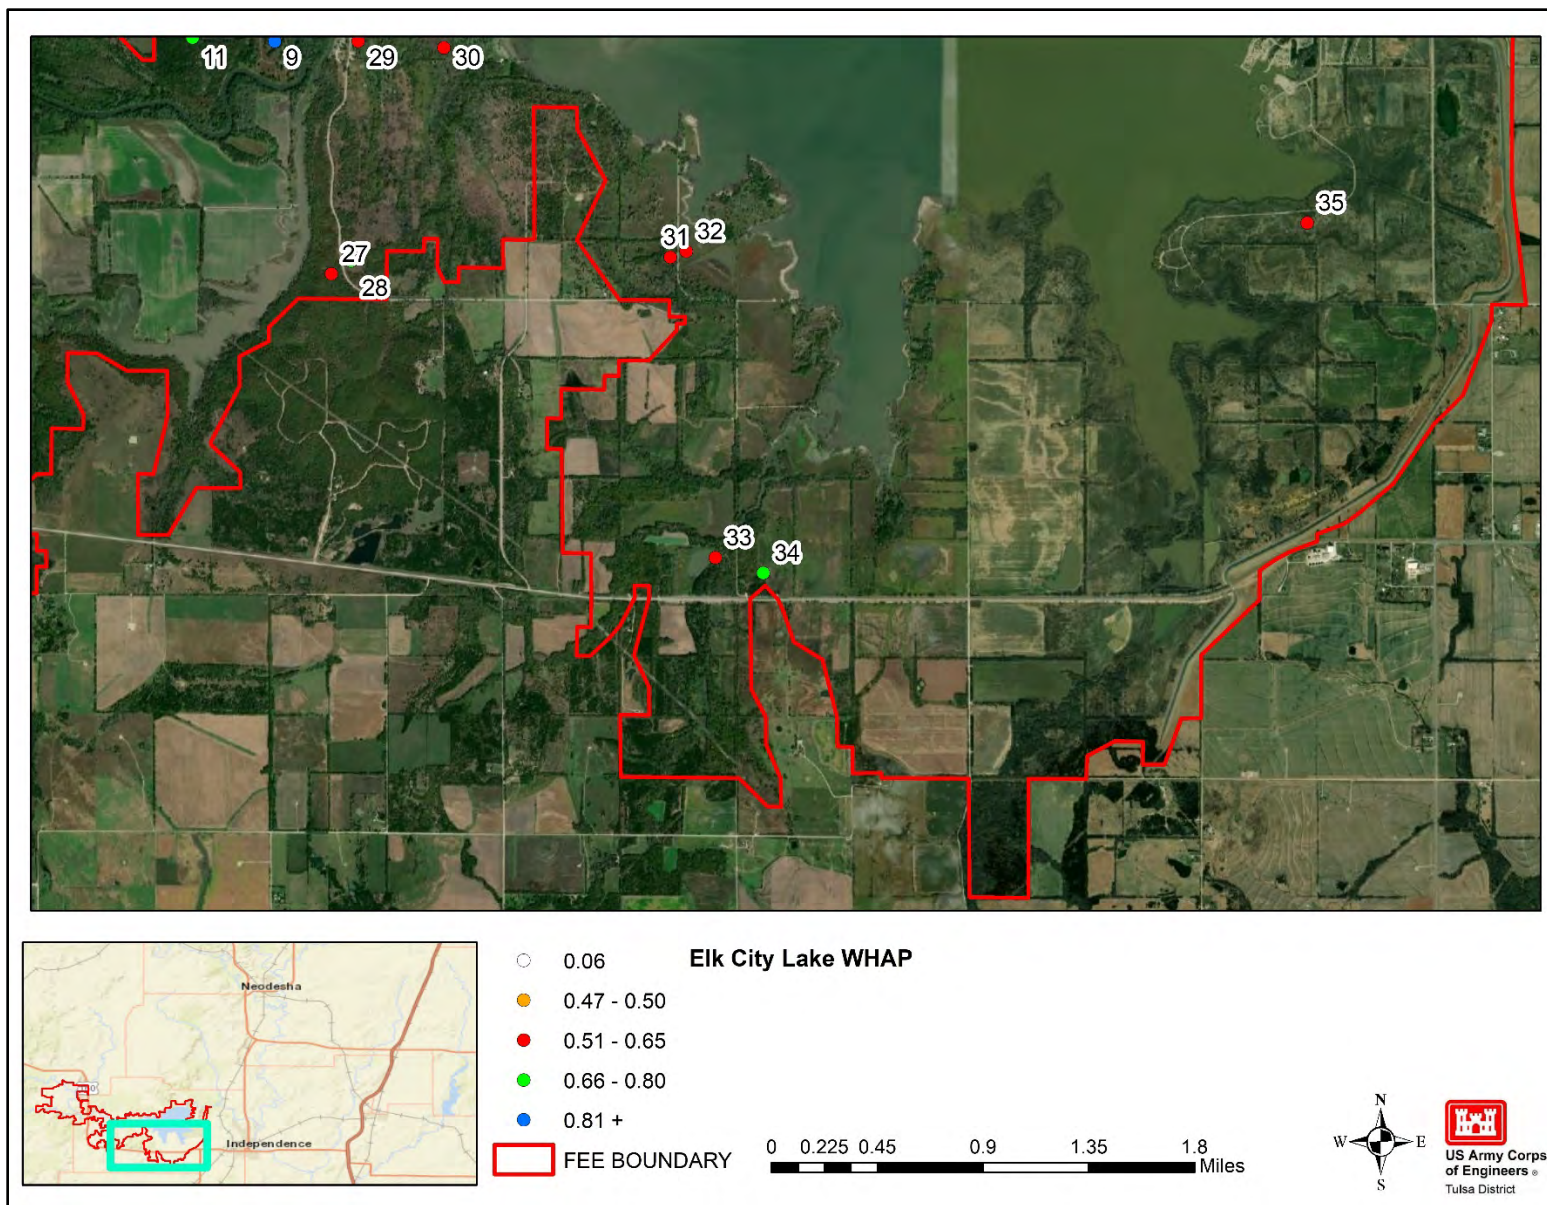 11
9
29
30
35
32
31
27
28
33
34
Elk City Lake WHAP
0.06
0.47 - 0.50
0.51 - 0.65
0.66 - 0.80
0.81 +
FEE BOUNDARY
Neodesha
Independence
0 0.225 0.45 0.9 1.35 1.8
Miles
N
W E
S
US Army Corps
of Engineers ®
Tulsa District